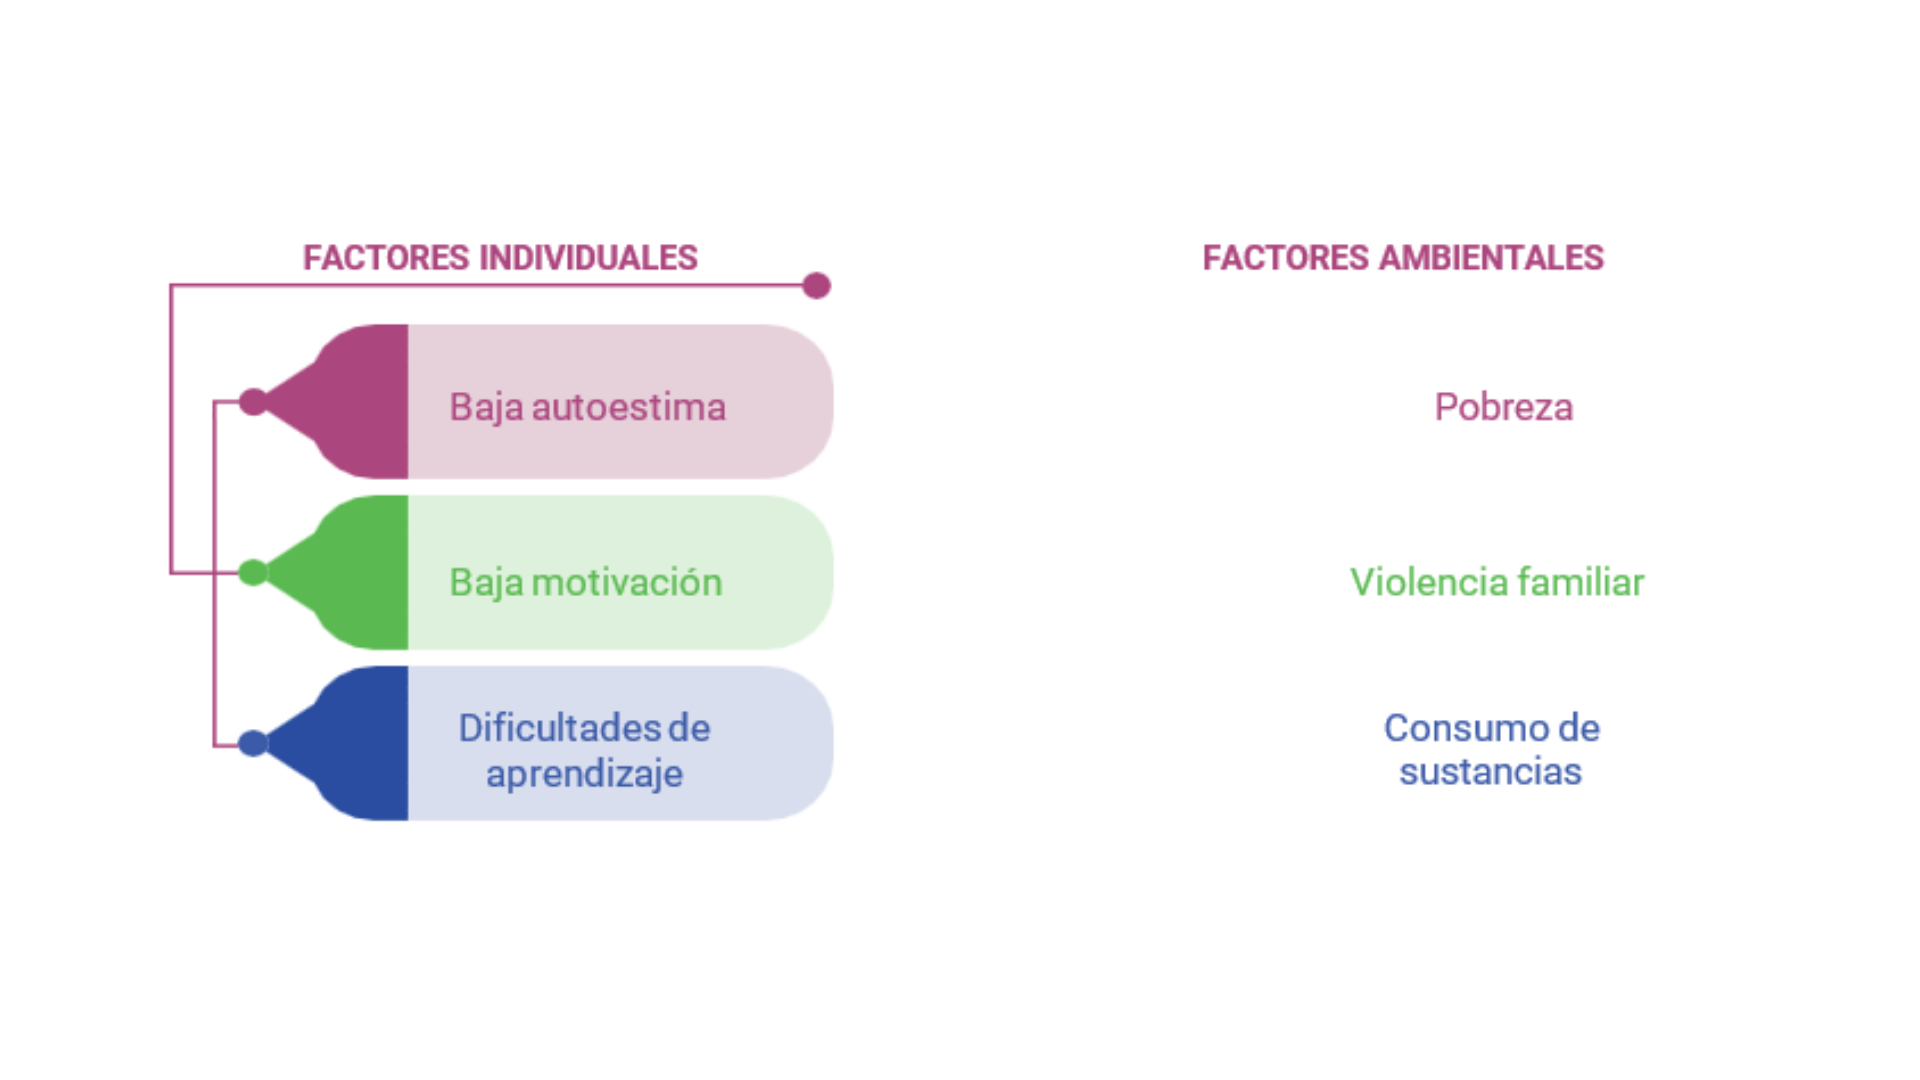 FACTORES INDIVIDUALES
Baja autoestima
Baja motivación
Dificultades de
aprendizaje
FACTORES AMBIENTALES
Pobreza
Violencia familiar
Consumo de
sustancias